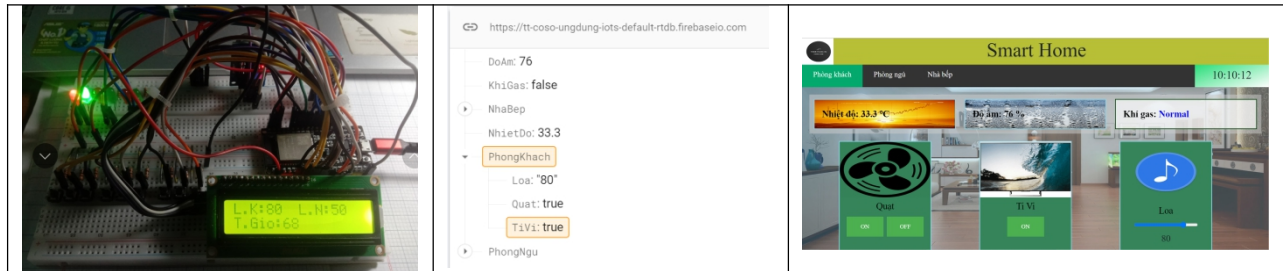 L.K:80 L.N:50
T.Gio:68
https://tt-coso-ungdung-iots-default-rtdb.firebaseio.com
DoAm: 76
KhiGas: false
NhaBep
NhietDo: 33.3
PhongKhach
Loa: "80"
Quat: true
TiVi: true
PhongNgu
Smart Home
Phòng khách Phòng ngủ Nhà bếp 10:10:12
Nhiệt độ: 33.3 °C Độ ẩm: 76 % Khí gas: Normal
Quạt Ti Vi Loa
ON OFF ON 80